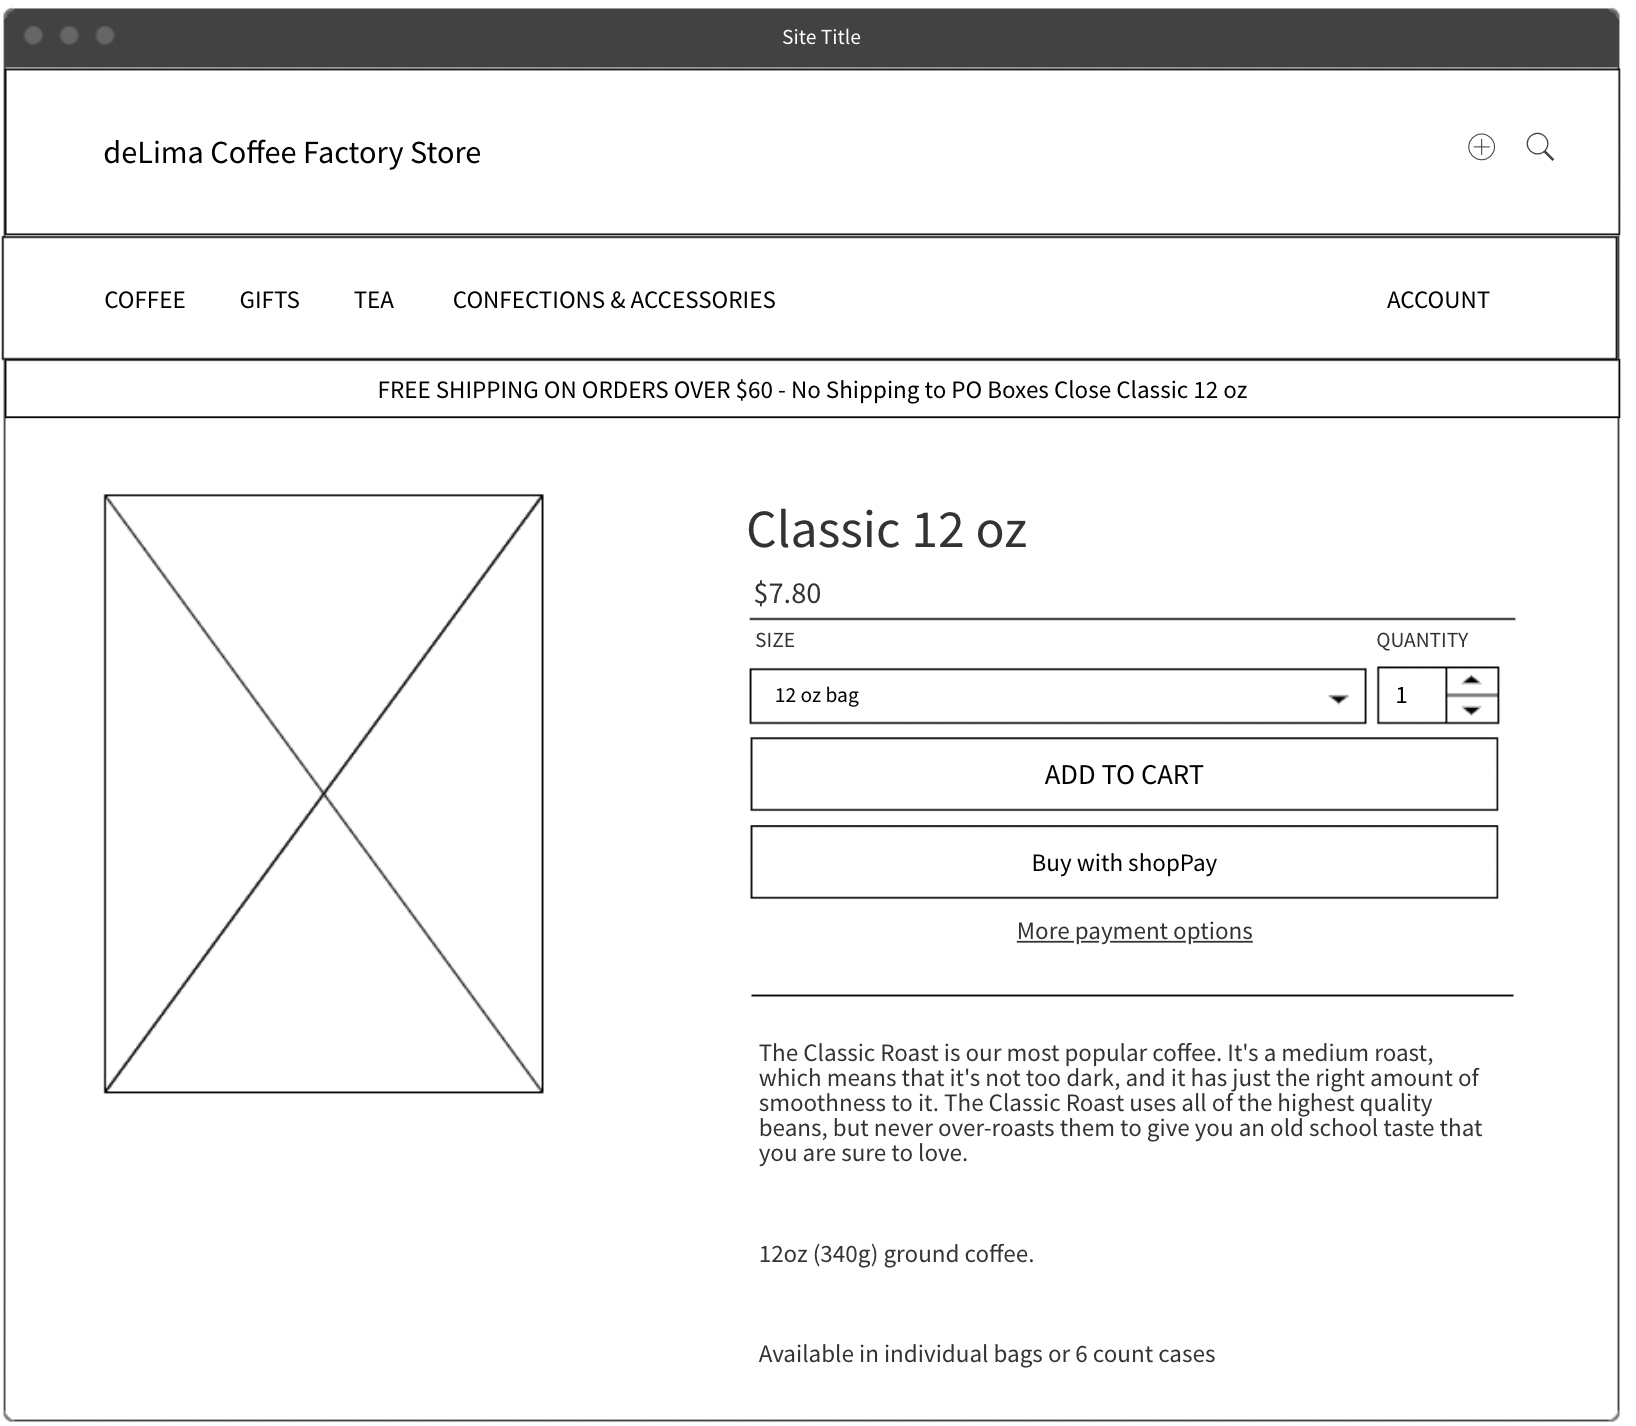 Site Title
deLima Coffee Factory Store
COFFEE GIFTS TEA CONFECTIONS & ACCESSORIES ACCOUNT
FREE SHIPPING ON ORDERS OVER $60 - No Shipping to PO Boxes Close Classic 12 oz
Classic 12 oz
$7.80
SIZE QUANTITY
12 oz bag 1
ADD TO CART
Buy with shopPay
More payment options
The Classic Roast is our most popular coffee. It's a medium roast,
which means that it's not too dark, and it has just the right amount of
smoothness to it. The Classic Roast uses all of the highest quality
beans, but never over-roasts them to give you an old school taste that
you are sure to love.
12oz (340g) ground coffee.
Available in individual bags or 6 count cases